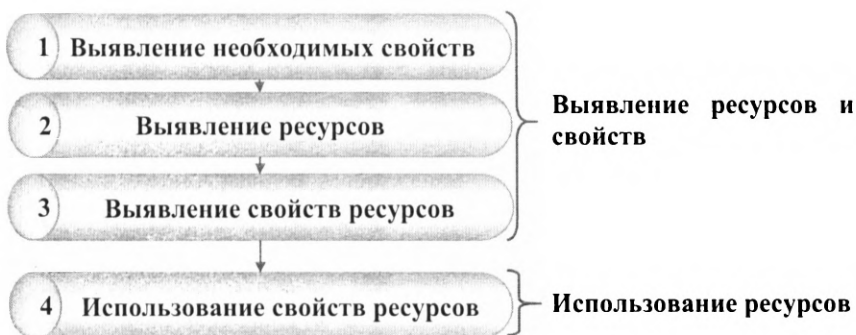 1 Выявление необходимых свойств
2 Выявление ресурсов
3 Выявление свойств ресурсов
Выявление ресурсов и
свойств
4 Использование свойств ресурсов
Использование ресурсов